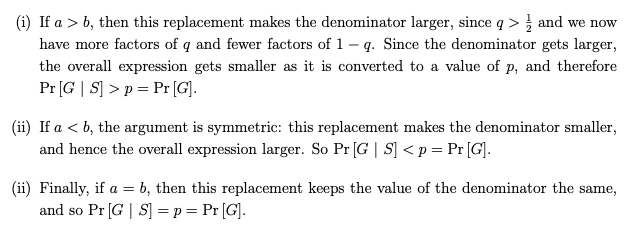 (i) If a > b, then this replacement makes the denominator larger, since q > 1/2 and we now
have more factors of q and fewer factors of 1 − q. Since the denominator gets larger,
the overall expression gets smaller as it is converted to a value of p, and therefore
Pr [G | S] > p = Pr [G].
(ii) If a < b, the argument is symmetric: this replacement makes the denominator smaller,
and hence the overall expression larger. So Pr [G | S] < p = Pr [G].
(ii) Finally, if a = b, then this replacement keeps the value of the denominator the same,
and so Pr [G | S] = p = Pr [G].